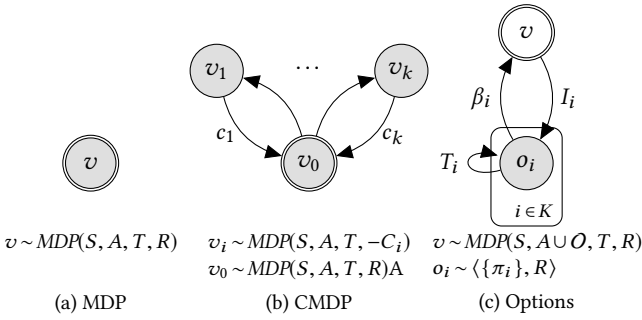 v
v₁
⋯
v_k
c₁
c_k
v₀
v
β_i
I_i
T_i
o_i
i ∈ K
v ~ MDP(S, A, T, R)
v_i ~ MDP(S, A, T, -C_i)
v₀ ~ MDP(S, A, T, R)A
v ~ MDP(S, A ∪ O, T, R)
o_i ~ ⟨{π_i}, R⟩
(a) MDP
(b) CMDP
(c) Options